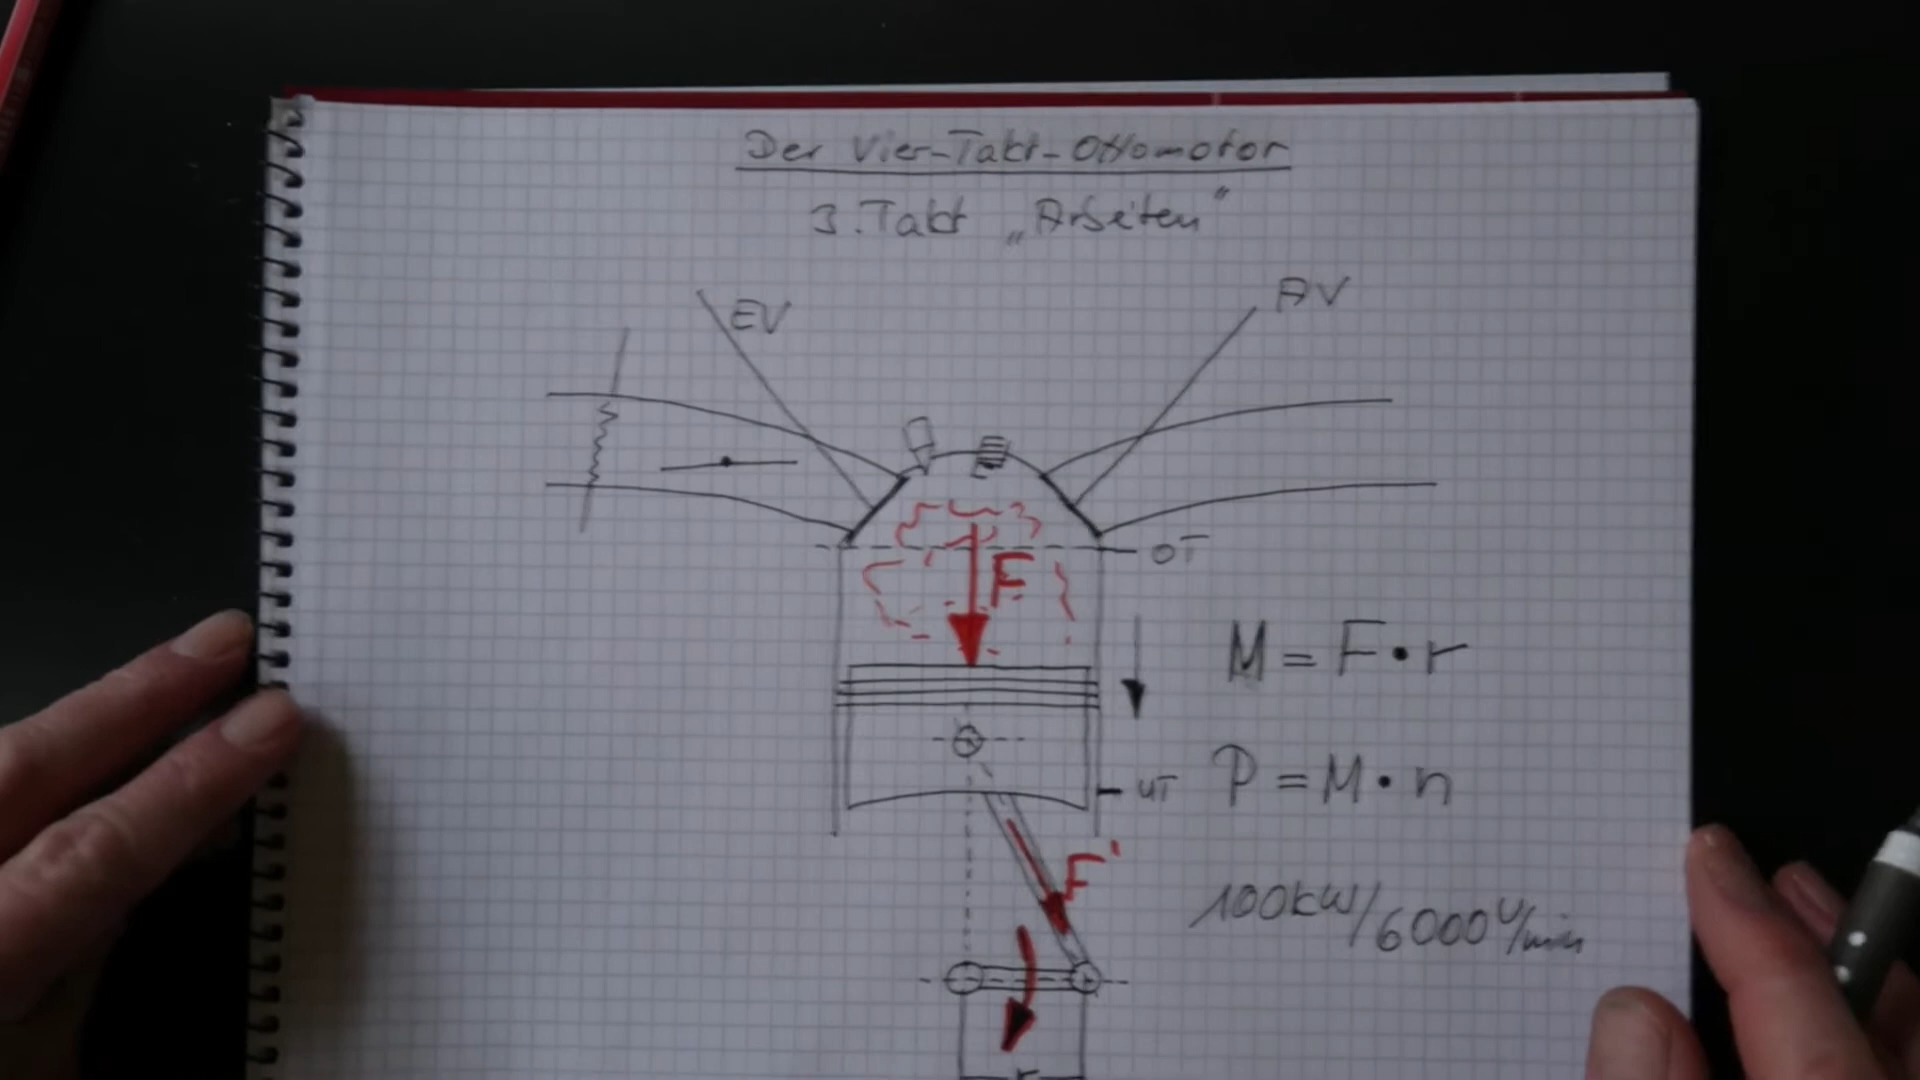 Der Vier-Takt-Ottomotor
3. Takt „Arbeiten"
EV
AV
OT
F
M = F • r
UT
P = M • n
F'
100kW/6000 U/min
r